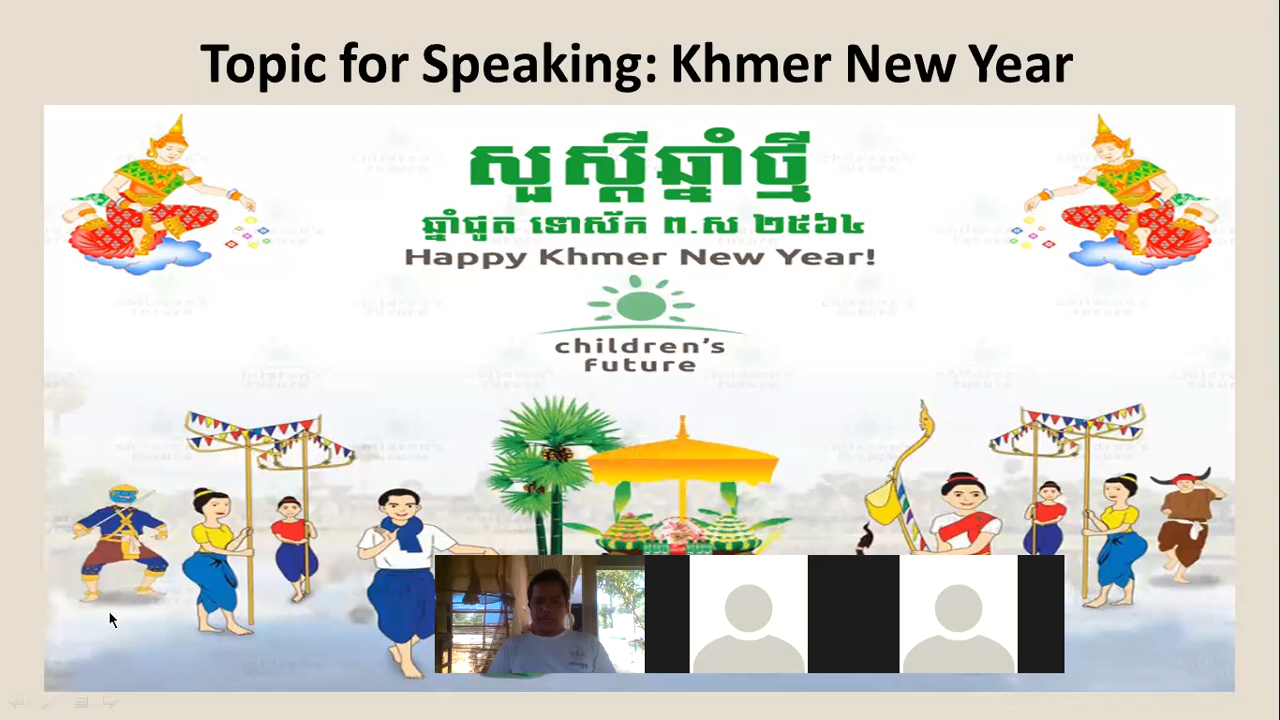 Topic for Speaking: Khmer New Year
សួស្តីឆ្នាំថ្មី
ឆ្នាំជូត ទោស័ក ព.ស ២៥៦៤
Happy Khmer New Year!
children's
future